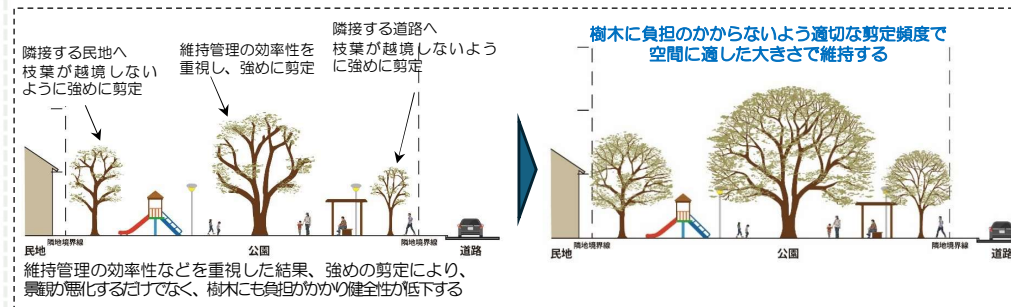 隣接する民地へ
枝葉が越境しない
ように強めに剪定
維持管理の効率性を
重視し、強めに剪定
隣接する道路へ
枝葉が越境しないよう
に強めに剪定
隣地境界線
民地
公園
隣地境界線
道路
維持管理の効率性などを重視した結果、強めの剪定により、
景観が悪化するだけでなく、樹木にも負担がかかり健全性が低下する
樹木に負担のかからないよう適切な剪定頻度で
空間に適した大きさで維持する
隣地境界線
民地
公園
隣地境界線
道路